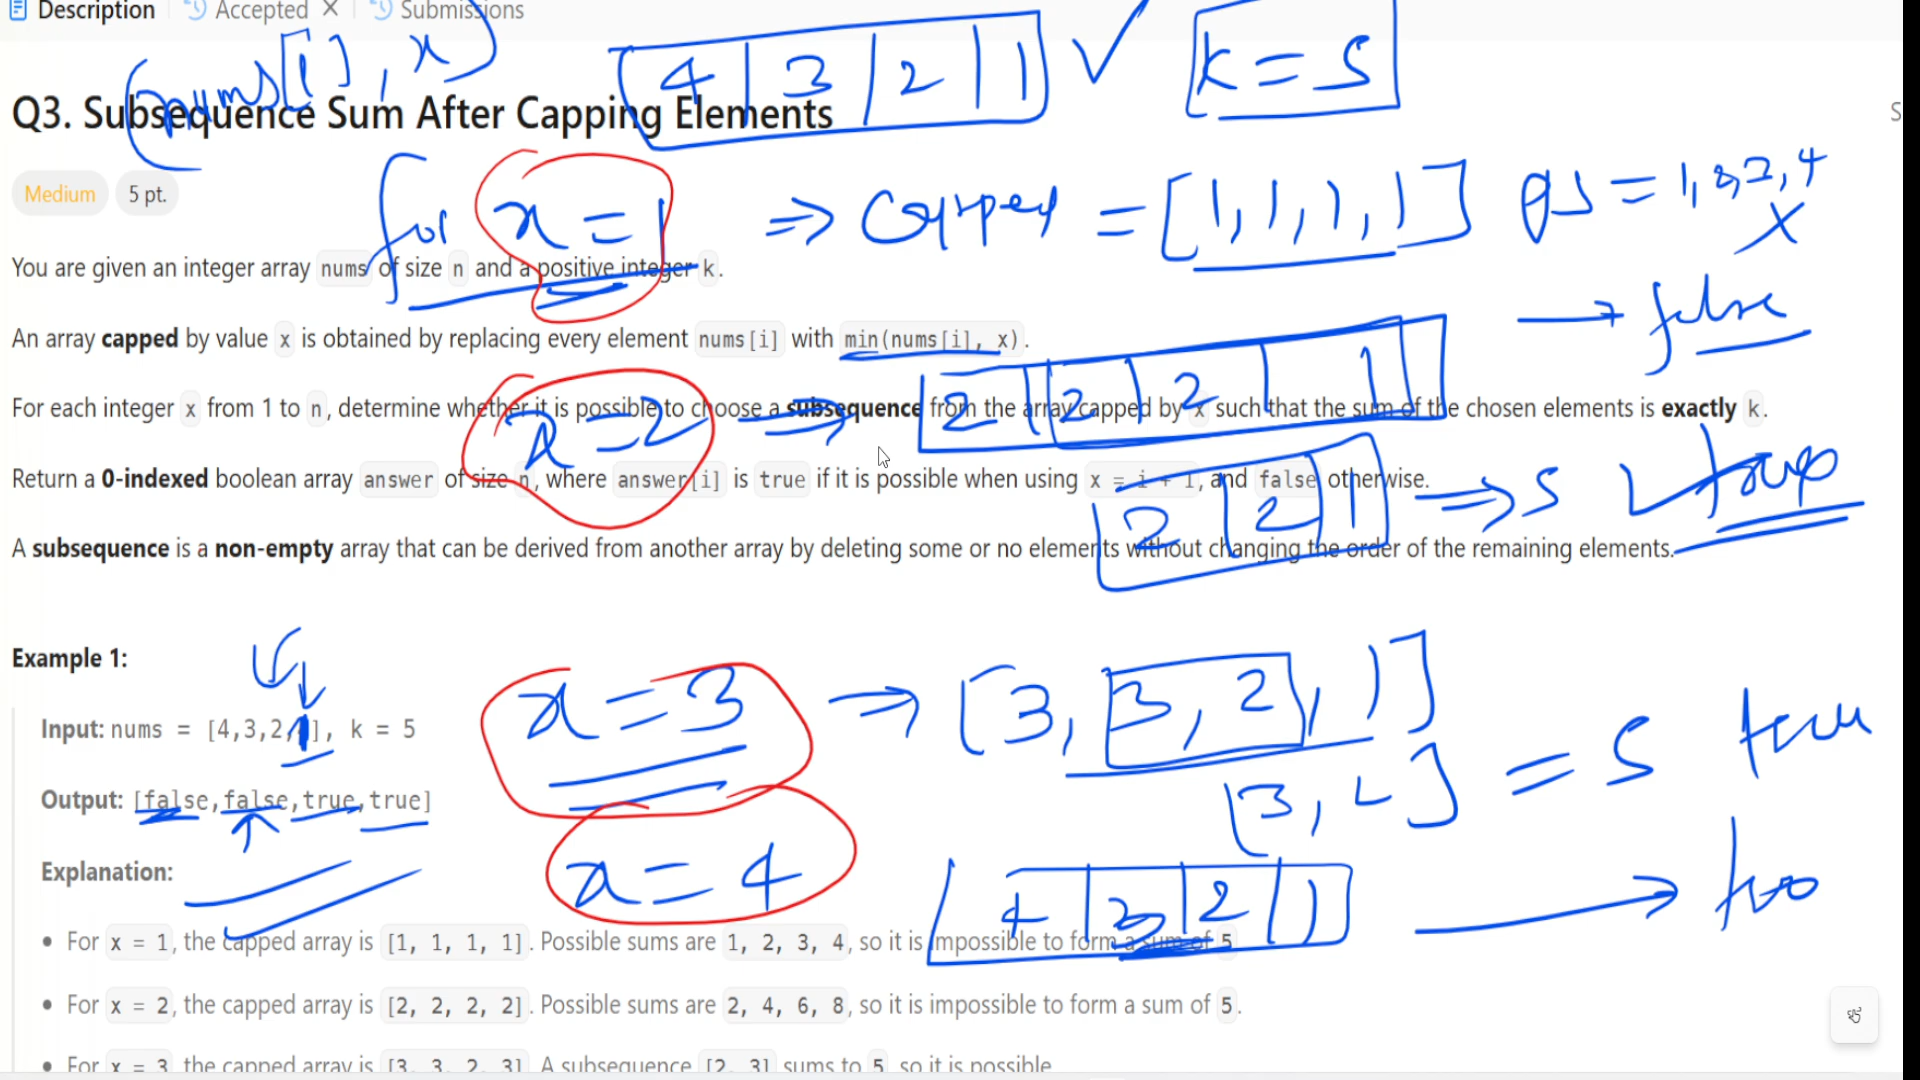 Description Accepted × Submissions
(nums[i], x) 4 | 3 | 2 | 1 ✓ k = 5
Q3. Subsequence Sum After Capping Elements
Medium 5 pt.
for x = 1 ⇒ Capped = [1, 1, 1, 1]
→ false
You are given an integer array nums of size n and a positive integer k.
An array capped by value x is obtained by replacing every element nums[i] with min(nums[i], x).
x = 2 ⇒ 2 | 2 | 2 | 1
For each integer x from 1 to n, determine whether it is possible to choose a subsequence from the array capped by x such that the sum of the chosen elements is exactly k.
2 | 2 | 1 ⇒ 5
Return a 0-indexed boolean array answer of size n, where answer[i] is true if it is possible when using x = i + 1, and false otherwise.
A subsequence is a non-empty array that can be derived from another array by deleting some or no elements without changing the order of the remaining elements.
Example 1:
x = 3 → [3, 3, 2, 1]
Input: nums = [4,3,2,1], k = 5
= 5
Output: [false,false,true,true]
x = 4 | 3 | 2 | 1 →
Explanation:
• For x = 1, the capped array is [1, 1, 1, 1]. Possible sums are 1, 2, 3, 4, so it is impossible to form a sum of 5
• For x = 2, the capped array is [2, 2, 2, 2]. Possible sums are 2, 4, 6, 8, so it is impossible to form a sum of 5.
• For x = 3, the capped array is [3, 3, 2, 3]. A subsequence [2, 3] sums to 5, so it is possible